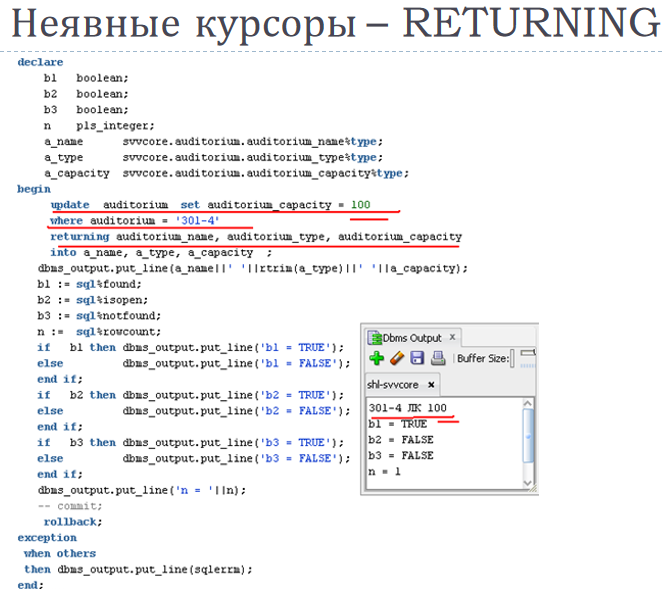 Неявные курсоры – RETURNING
declare
b1 boolean;
b2 boolean;
b3 boolean;
n pls_integer;
a_name svvcore.auditorium.auditorium_name%type;
a_type svvcore.auditorium.auditorium_type%type;
a_capacity svvcore.auditorium.auditorium_capacity%type;
begin
update auditorium set auditorium_capacity = 100
where auditorium = '301-4'
returning auditorium_name, auditorium_type, auditorium_capacity
into a_name, a_type, a_capacity ;
dbms_output.put_line(a_name||' '||rtrim(a_type)||' '||a_capacity);
b1 := sql%found;
b2 := sql%isopen;
b3 := sql%notfound;
n := sql%rowcount;
if b1 then dbms_output.put_line('b1 = TRUE');
else dbms_output.put_line('b1 = FALSE');
end if;
if b2 then dbms_output.put_line('b2 = TRUE');
else dbms_output.put_line('b2 = FALSE');
end if;
if b3 then dbms_output.put_line('b3 = TRUE');
else dbms_output.put_line('b3 = FALSE');
end if;
dbms_output.put_line('n = '||n);
-- commit;
rollback;
exception
when others
then dbms_output.put_line(sqlerrm);
end;
Dbms Output x
Buffer Size:
shl-svvcore x
301-4 ЛК 100
b1 = TRUE
b2 = FALSE
b3 = FALSE
n = 1